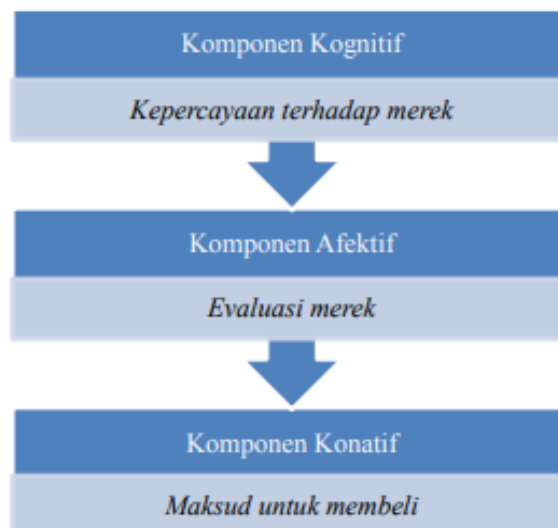 Komponen Kognitif
Kepercayaan terhadap merek
Komponen Afektif
Evaluasi merek
Komponen Konatif
Maksud untuk membeli